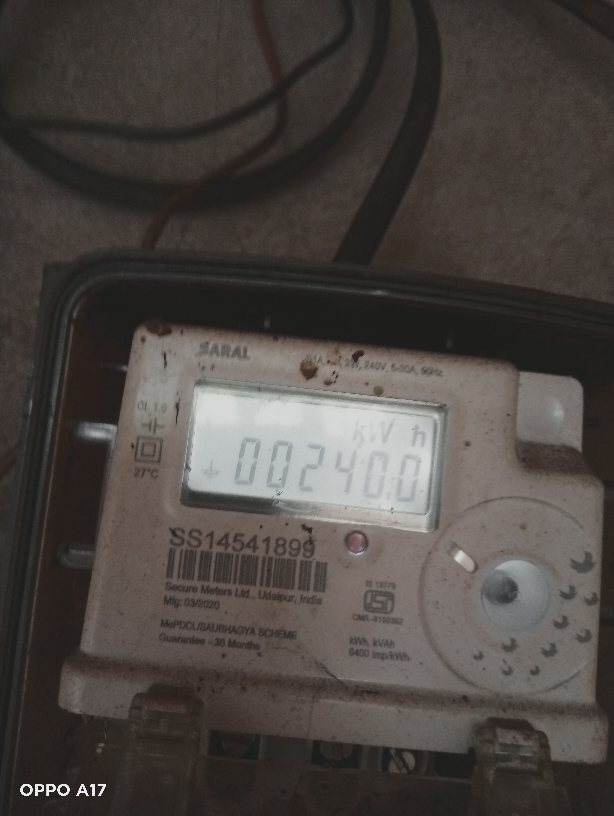 SARAL
240V, 5-30A, 50Hz
Cl. 1.0
27°C
kW h
00240.0
SS14541899
Secure Meters Ltd., Udaipur, India
Mfg: 03/2020
MePDCL/SAUBHAGYA SCHEME
Guarantee - 36 Months
IS 13779
kWh, kVAh
6400 imp/kWh
OPPO A17